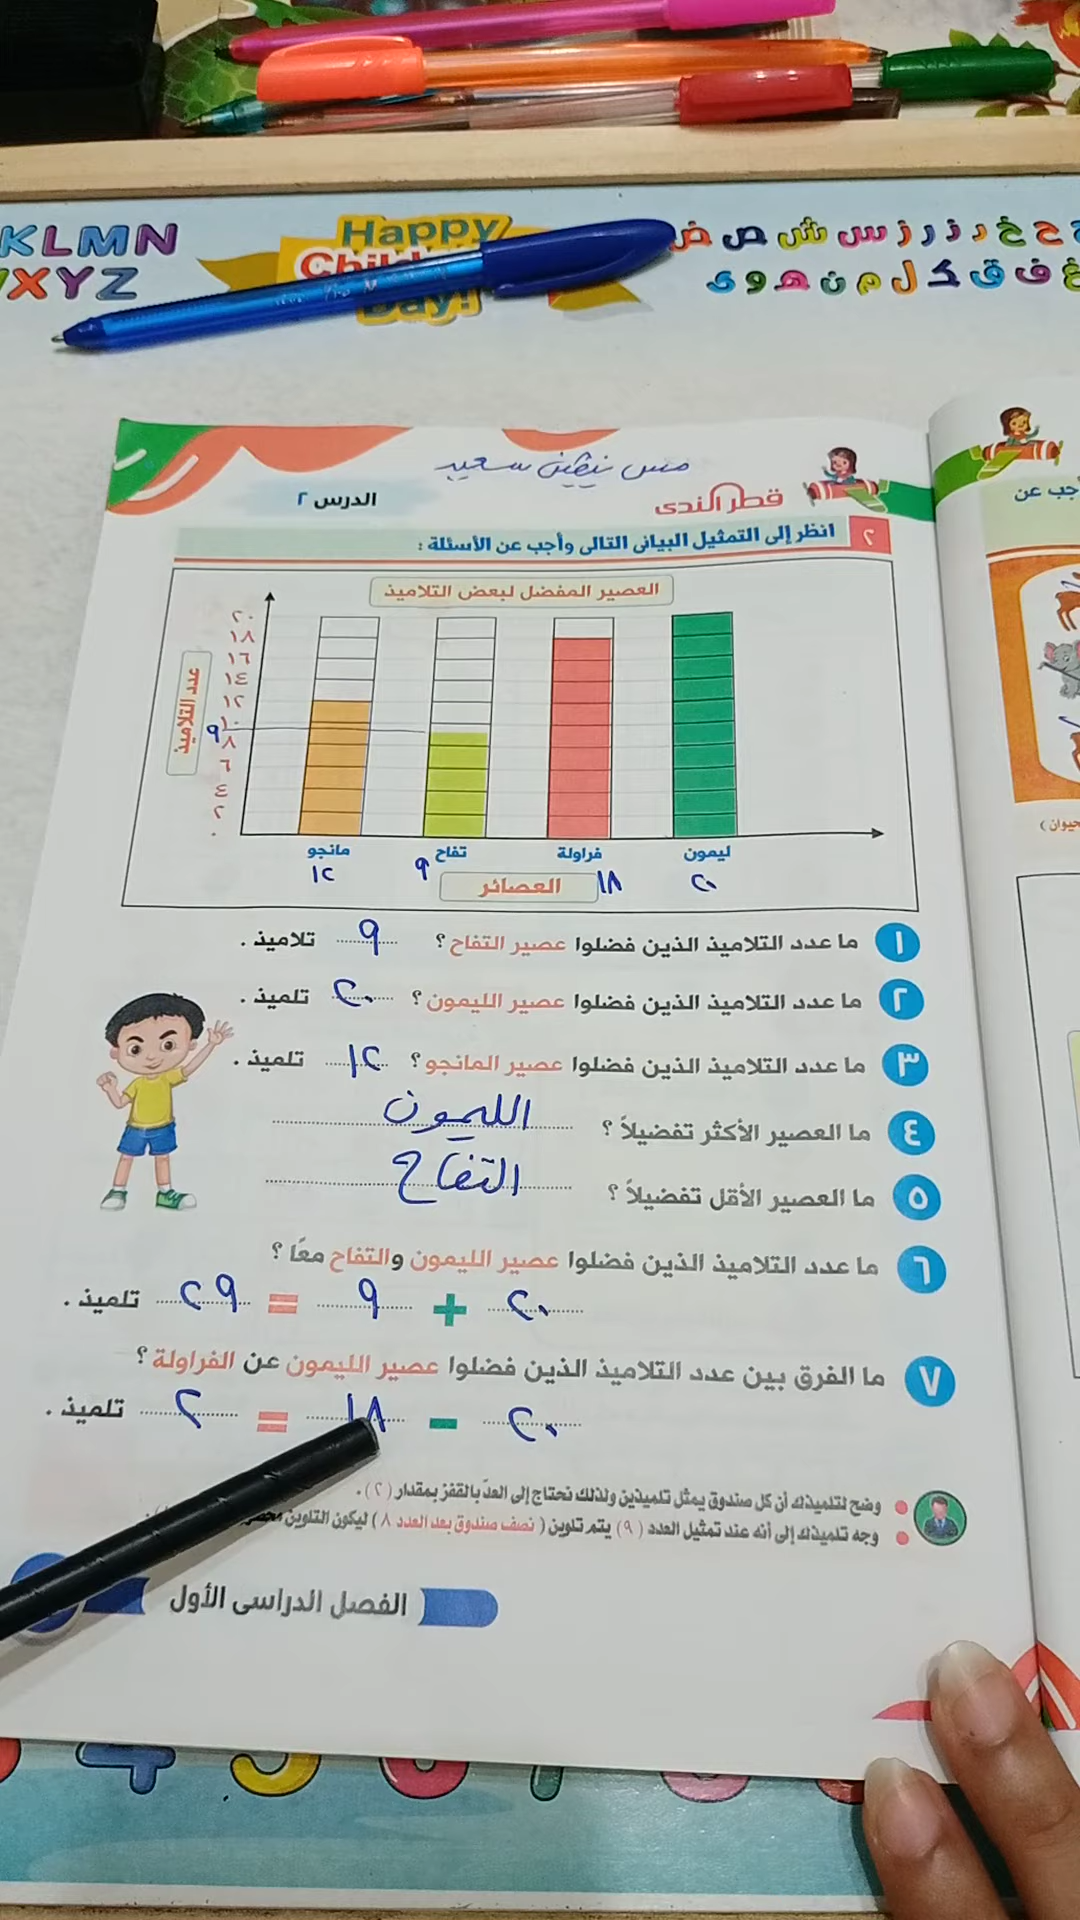 KLMN
XYZ
Happy
Day!
ض ص ش س ز ر ذ د خ ح
ى و ه ن م ل ك ق ف غ
مس نيڤين سعيد
قطر الندى
الدرس ٢
٢ انظر إلى التمثيل البيانى التالى وأجب عن الأسئلة :
العصير المفضل لبعض التلاميذ
عدد التلاميذ
٢٠
١٨
١٦
١٤
١٢
١٠
٩
٨
٦
٤
٢
٠
مانجو تفاح فراولة ليمون
١٢ ٩ ١٨ ٢٠
العصائر
١ ما عدد التلاميذ الذين فضلوا عصير التفاح ؟ ٩ تلاميذ .
٢ ما عدد التلاميذ الذين فضلوا عصير الليمون ؟ ٢٠ تلميذ .
٣ ما عدد التلاميذ الذين فضلوا عصير المانجو ؟ ١٢ تلميذ .
٤ ما العصير الأكثر تفضيلاً ؟ الليمون
٥ ما العصير الأقل تفضيلاً ؟ التفاح
٦ ما عدد التلاميذ الذين فضلوا عصير الليمون والتفاح معًا ؟
٢٠ + ٩ = ٢٩ تلميذ .
٧ ما الفرق بين عدد التلاميذ الذين فضلوا عصير الليمون عن الفراولة ؟
٢٠ - ١٨ = ٢ تلميذ .
وضح لتلميذك أن كل صندوق يمثل تلميذين ولذلك نحتاج إلى العدّ بالقفز بمقدار (٢) .
وجه تلميذك إلى أنه عند تمثيل العدد (٩) يتم تلوين (نصف صندوق بعد العدد ٨) ليكون التلوين
الفصل الدراسى الأول
جب عن
حيوان)